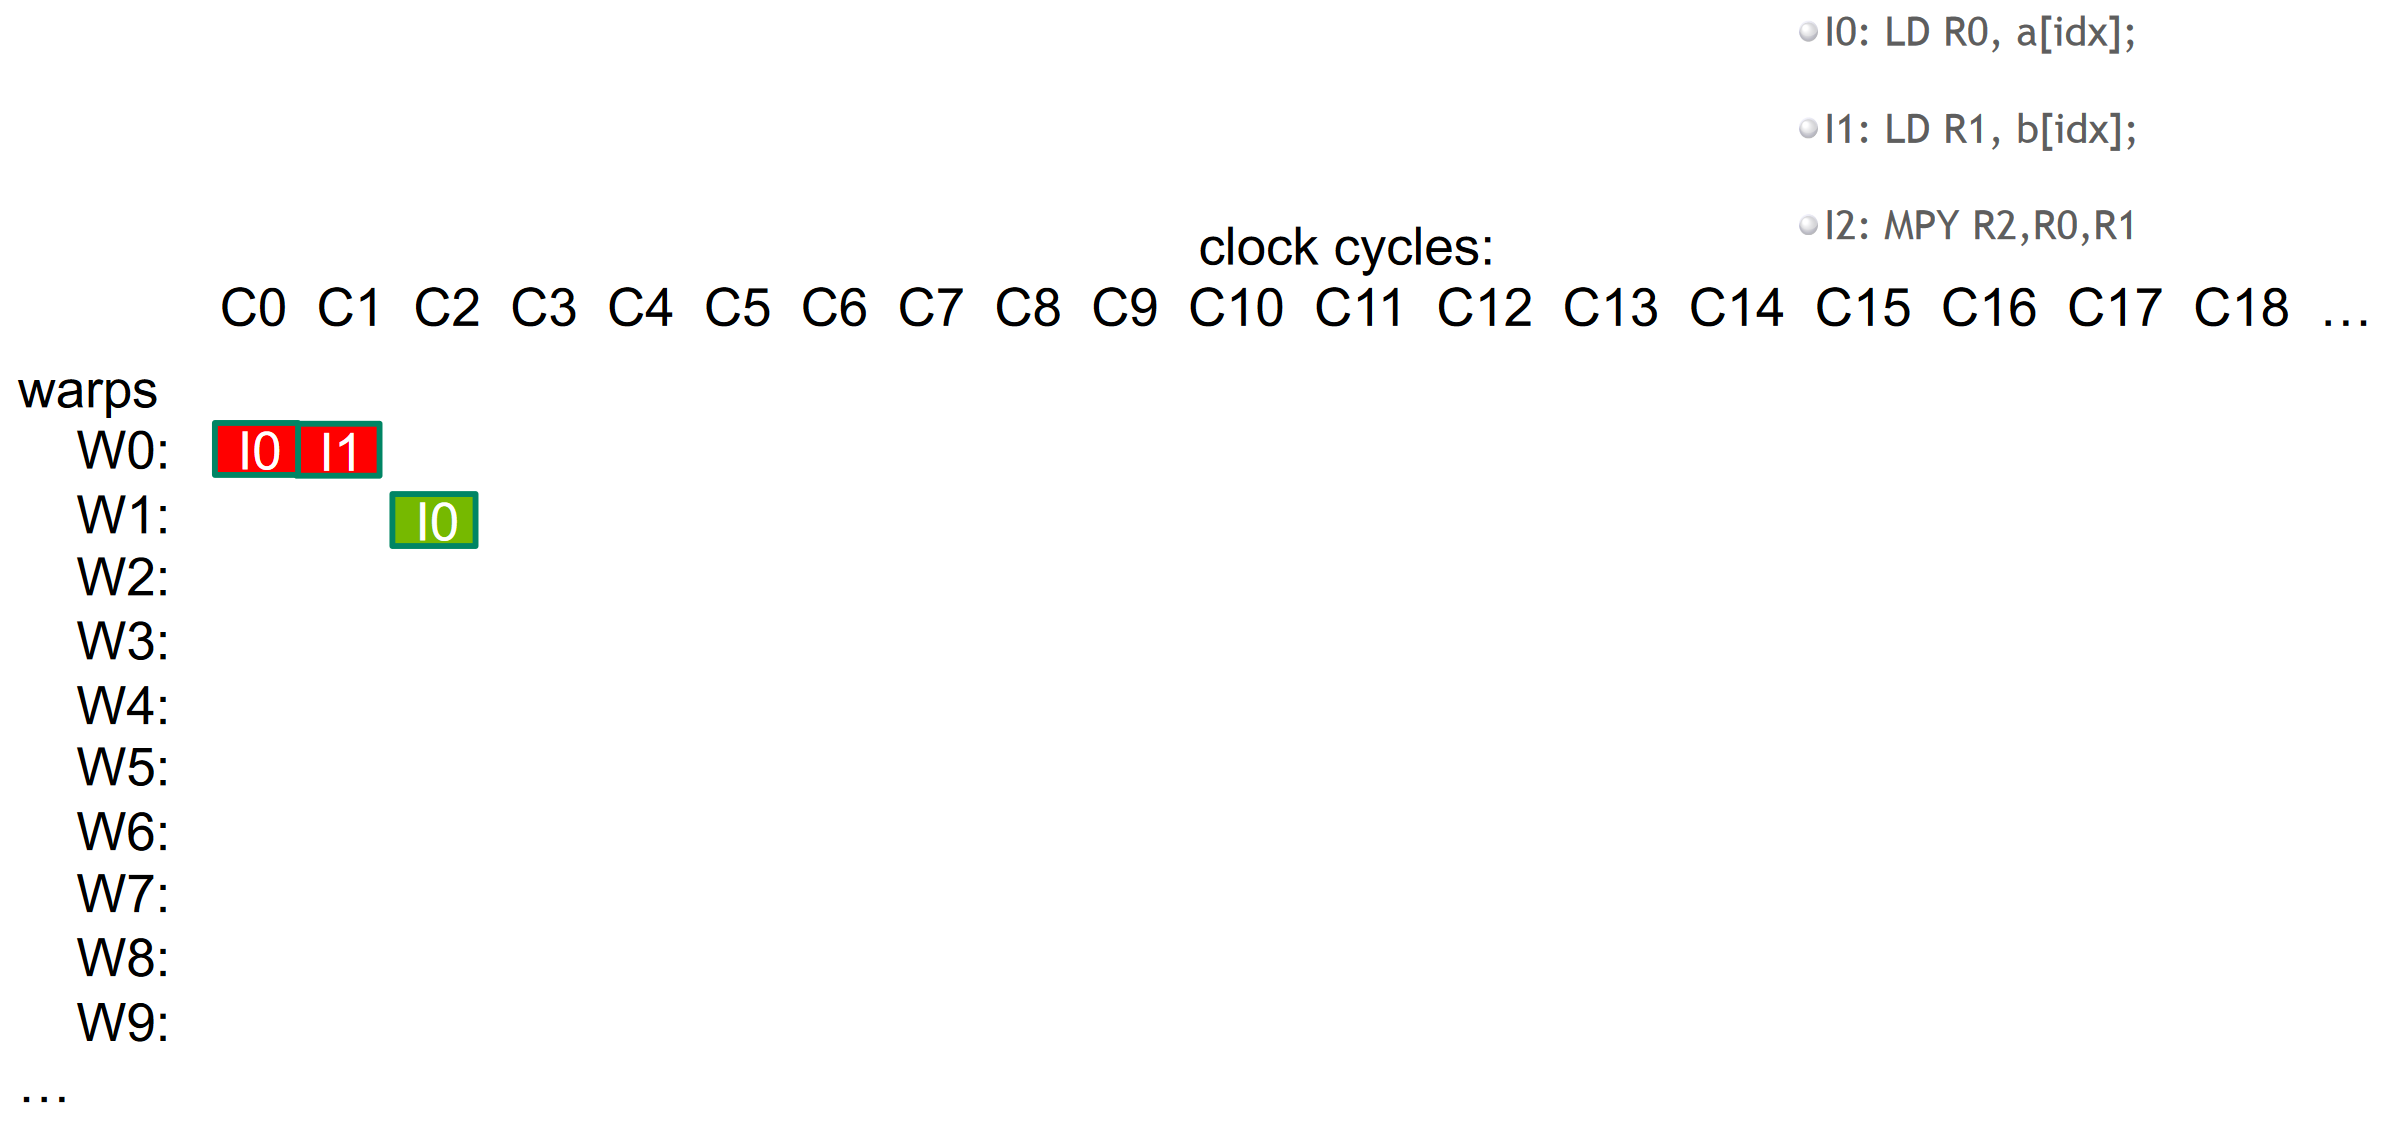 I0: LD R0, a[idx];
I1: LD R1, b[idx];
I2: MPY R2,R0,R1
clock cycles:
C0 C1 C2 C3 C4 C5 C6 C7 C8 C9 C10 C11 C12 C13 C14 C15 C16 C17 C18 …
warps
W0: I0 I1
W1: I0
W2:
W3:
W4:
W5:
W6:
W7:
W8:
W9:
…